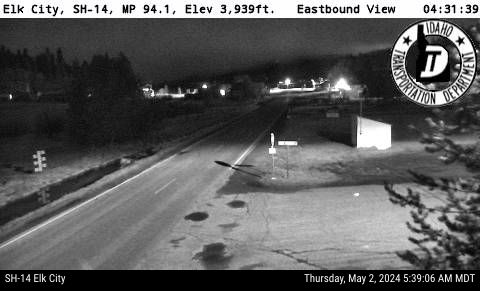 Elk City, SH-14, MP 94.1, Elev 3,939ft. Eastbound View 04:31:39
IDAHO
TRANSPORTATION DEPARTMENT
SH-14 Elk City Thursday, May 2, 2024 5:39:06 AM MDT